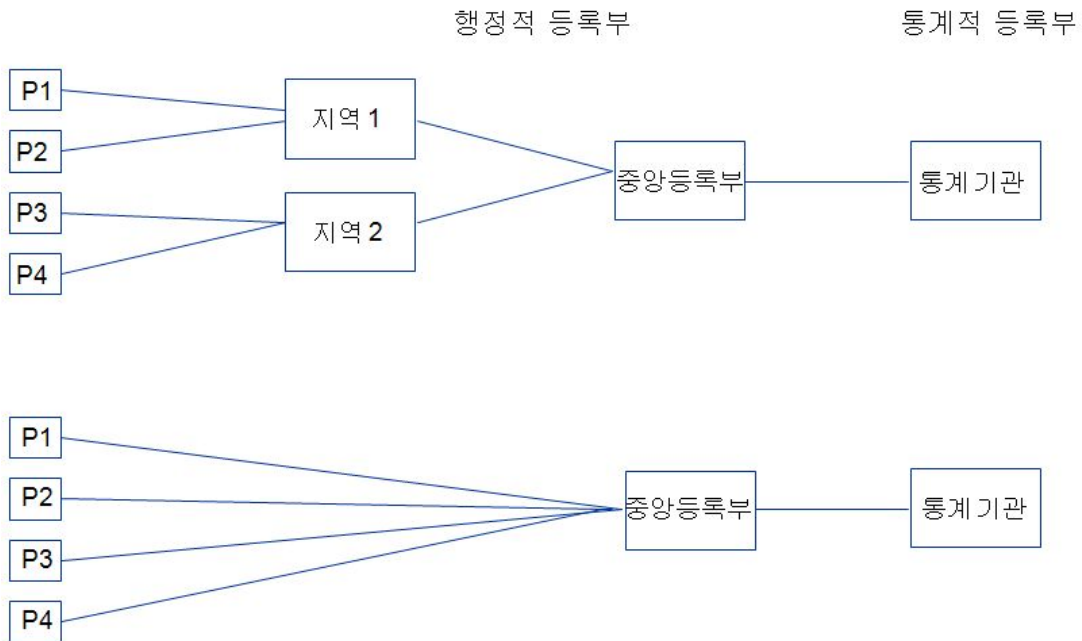 행정적 등록부
통계적 등록부
P1
P2
P3
P4
지역 1
지역 2
중앙등록부
통계기관
P1
P2
P3
P4
중앙등록부
통계기관